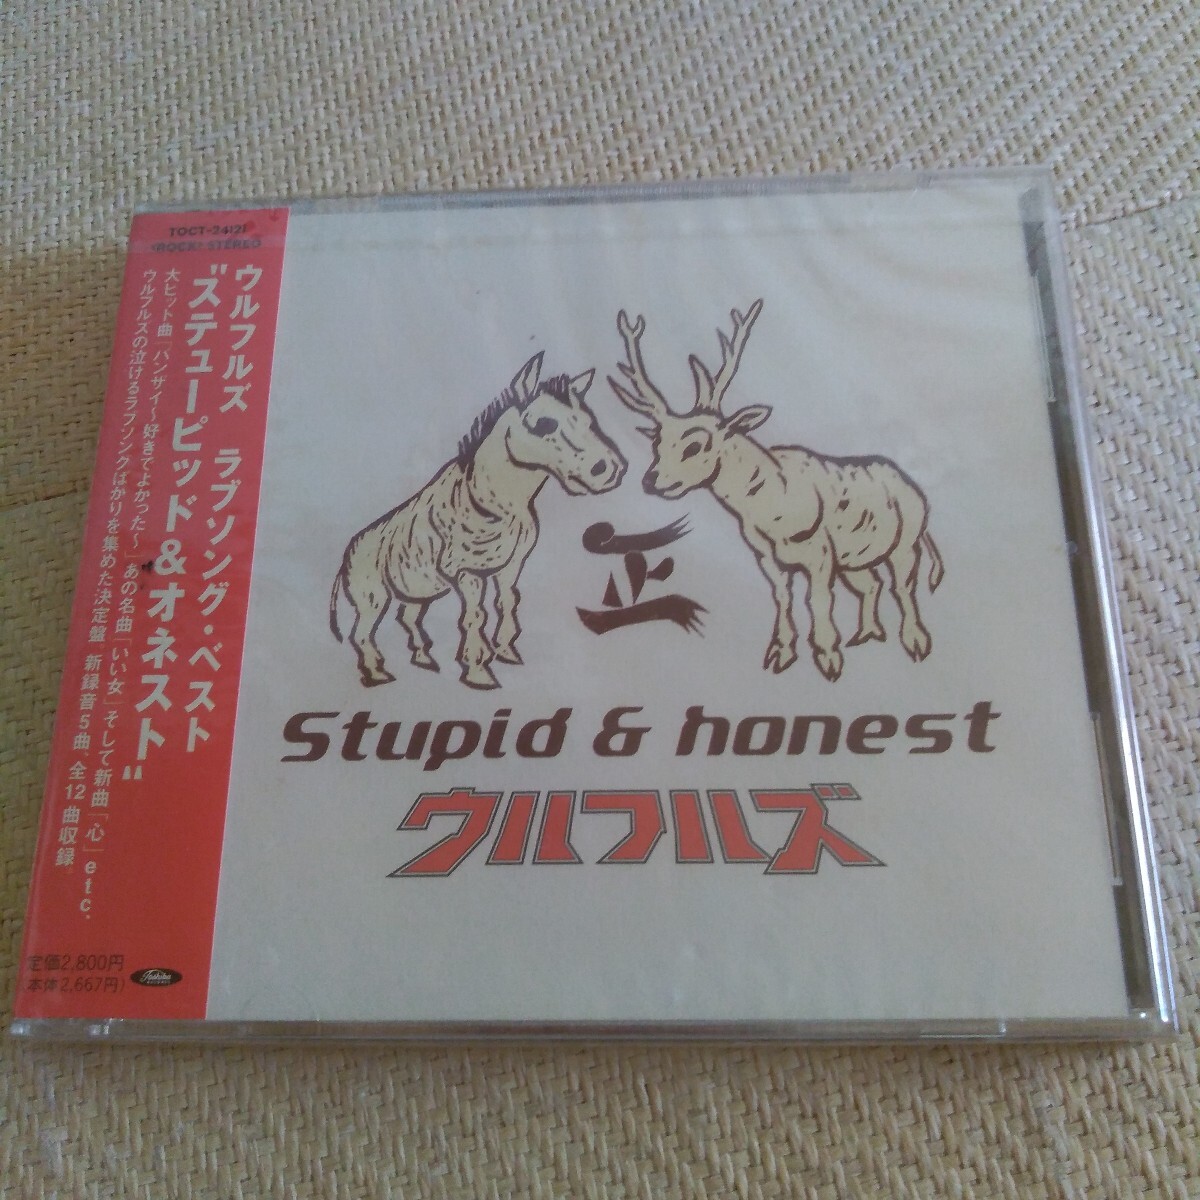 TOCT-24121
<ROCK> STEREO
ウルフルズ ラブソング・ベスト
"ステューピッド&オネスト"
大ヒット曲「バンザイ〜好きでよかった〜」あの名曲「いい女」そして新曲「心」etc.
ウルフルズの泣けるラブソングばかりを集めた決定盤 新録音5曲、全12曲収録。
定価2,800円
(本体2,667円)
Toshiba
RECORDS
正
Stupid & honest
ウルフルズ